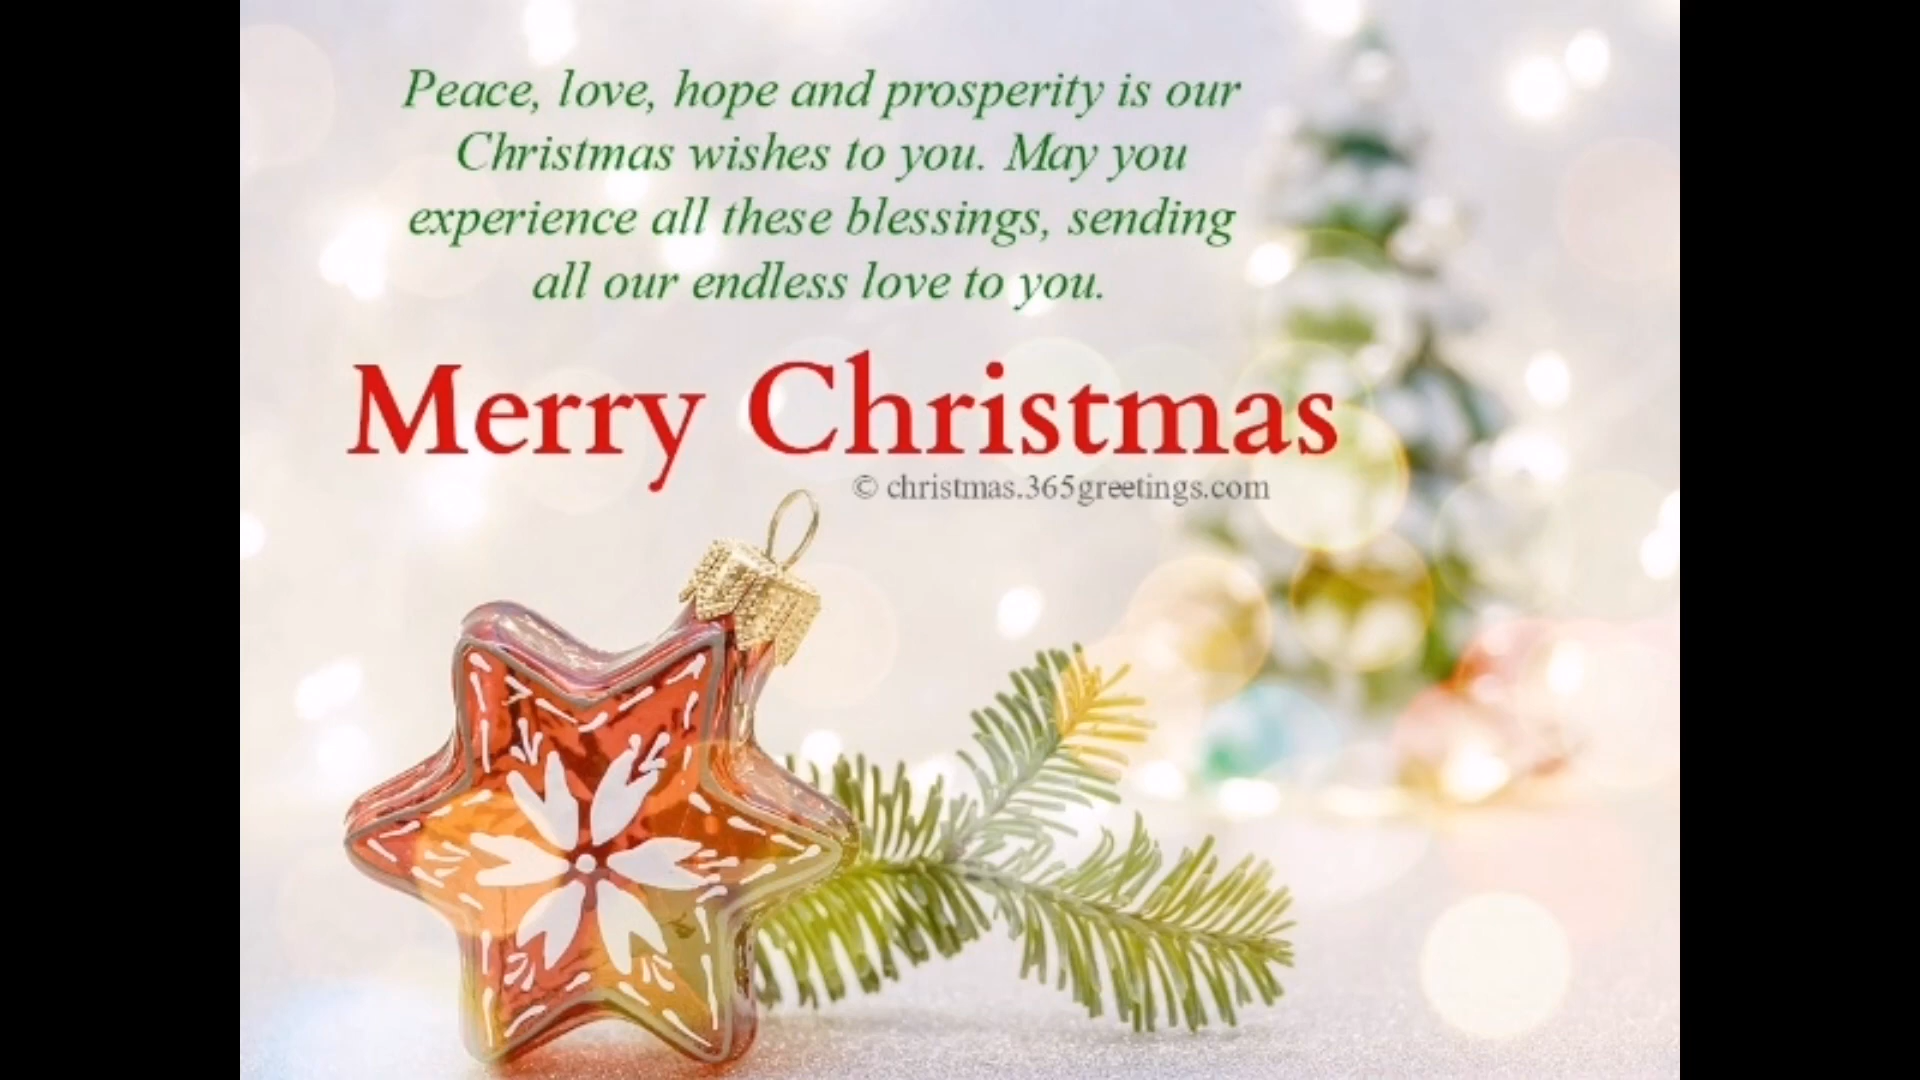 Peace, love, hope and prosperity is our
Christmas wishes to you. May you
experience all these blessings, sending
all our endless love to you.
Merry Christmas
© christmas.365greetings.com